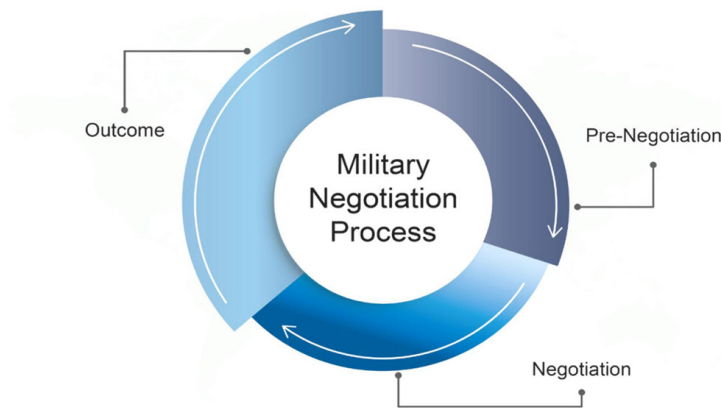 Outcome
Pre-Negotiation
Military
Negotiation
Process
Negotiation